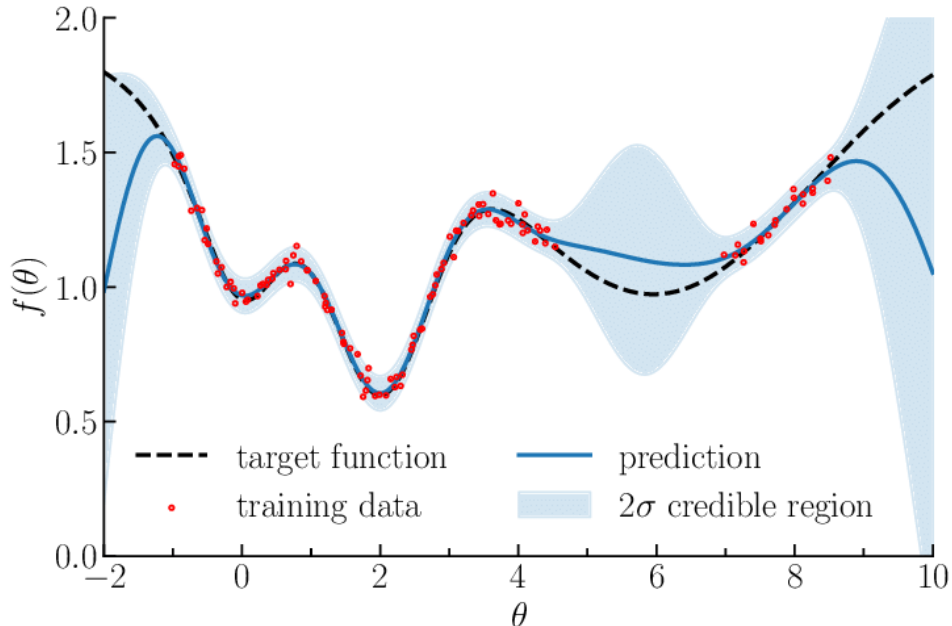 2.0
1.5
1.0
0.5
0.0
f(θ)
target function
prediction
training data
2σ credible region
−2 0 2 4 6 8 10
θ